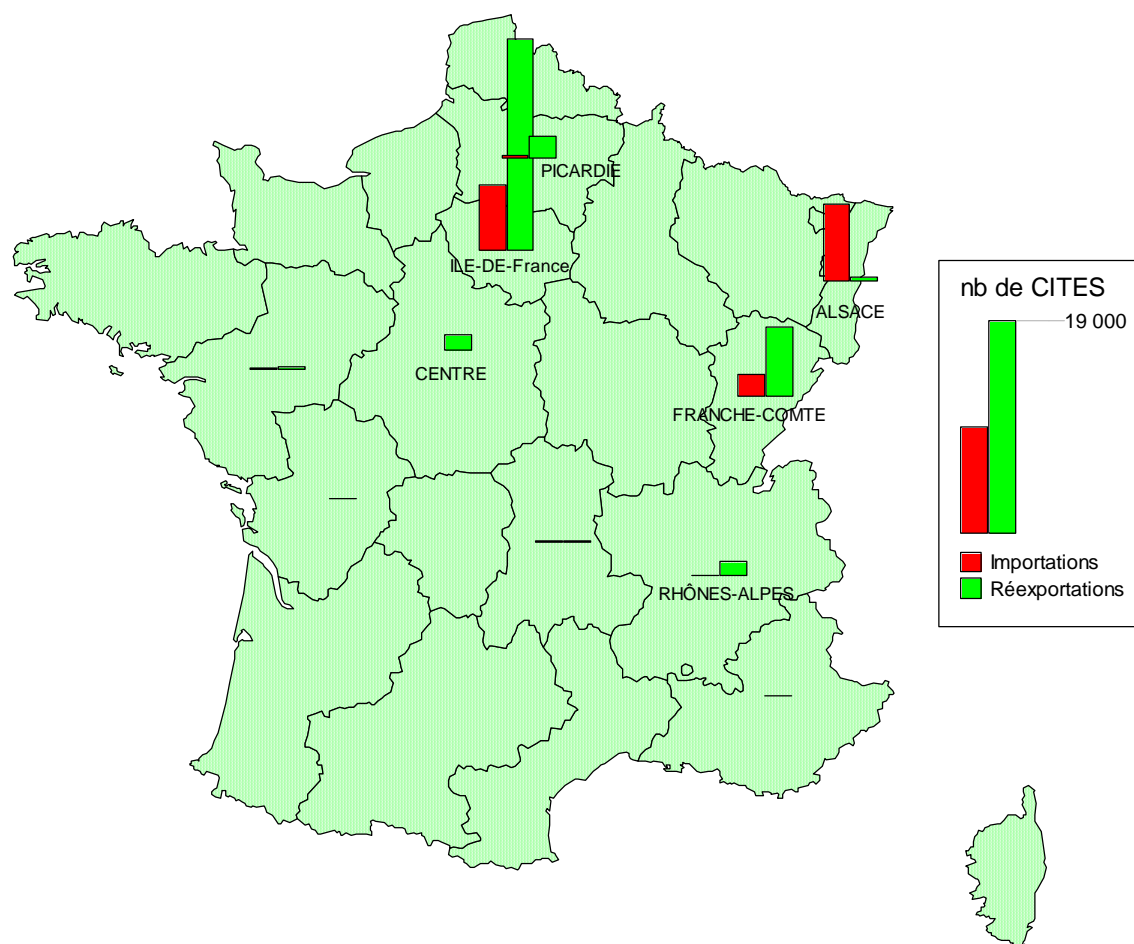 PICARDIE
ILE-DE-France
ALSACE
CENTRE
FRANCHE-COMTE
RHÔNES-ALPES
nb de CITES
19 000
Importations
Réexportations